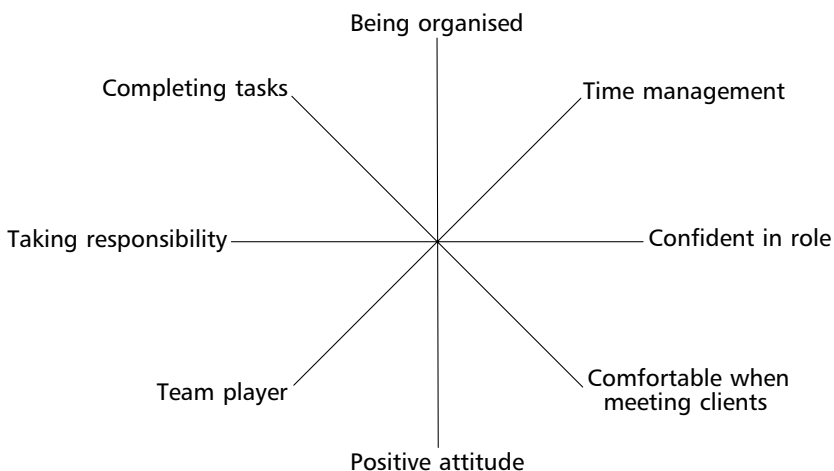 Being organised
Completing tasks
Time management
Taking responsibility
Confident in role
Team player
Comfortable when
meeting clients
Positive attitude